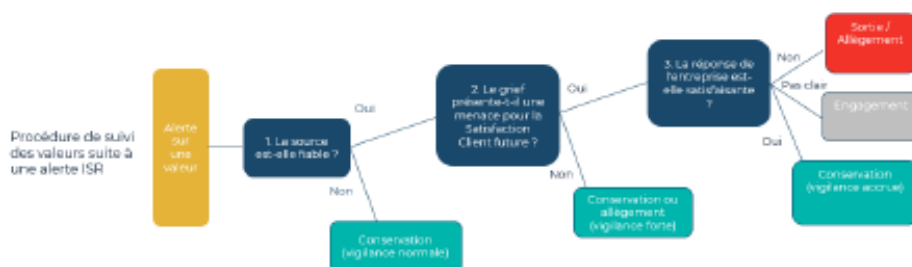 Procédure de suivi
des valeurs suite à
une alerte ISR
Alerte
sur
une
valeur
1. La source
est-elle fiable ?
Oui
Non
Conservation
(vigilance normale)
2. Le grief
présente-t-il une
menace pour la
Satisfaction
Client future ?
Oui
Non
Conservation ou
allègement
(vigilance forte)
3. La réponse de
l'entreprise est-
elle satisfaisante
?
Non
Pas clair
Oui
Sortie /
Allègement
Engagement
Conservation
(vigilance accrue)